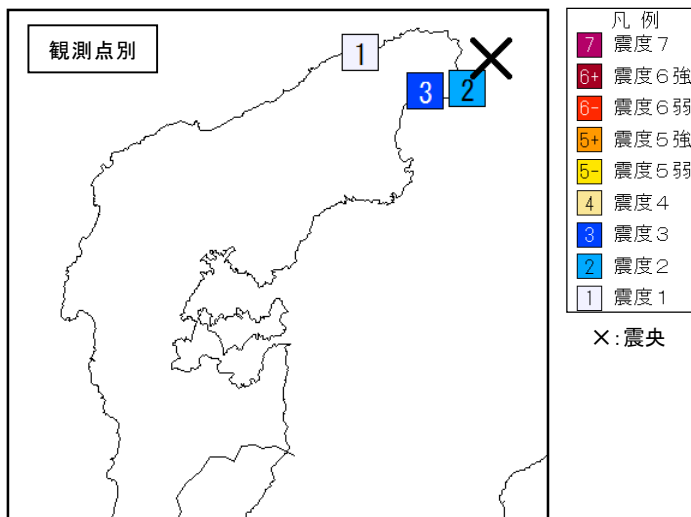 観測点別
1
3
2
凡 例
7 震度７
6+ 震度６強
6- 震度６弱
5+ 震度５強
5- 震度５弱
4 震度４
3 震度３
2 震度２
1 震度１
×:震央